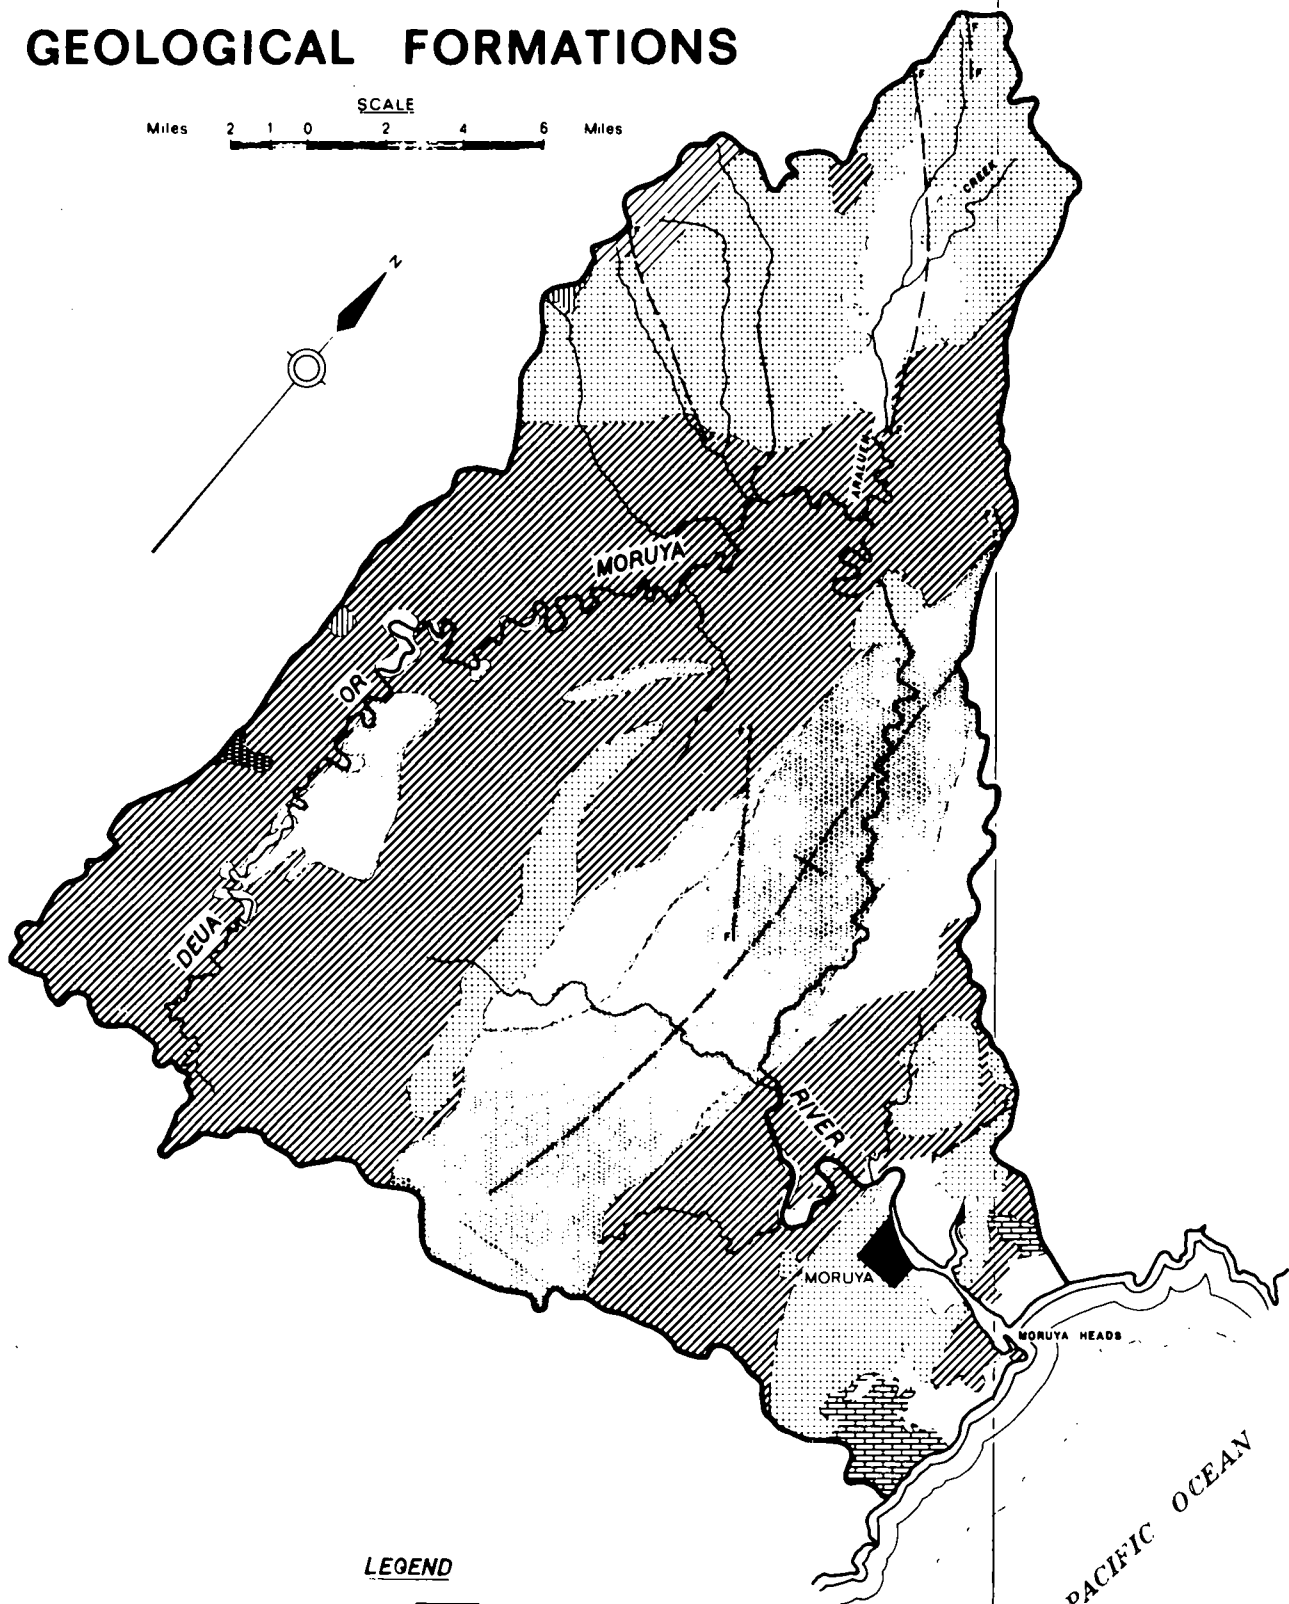 GEOLOGICAL FORMATIONS
SCALE
Miles 2 1 0 2 4 6 Miles
N
F
F
F
CREEK
ARALUEN
MORUYA
OR
DEUA
F
F
RIVER
MORUYA
MORUYA HEADS
PACIFIC OCEAN
LEGEND